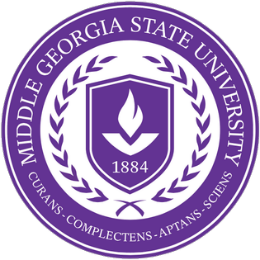 MIDDLE GEORGIA STATE UNIVERSITY
1884
CURANS-COMPLECTENS-APTANS-SCIENS